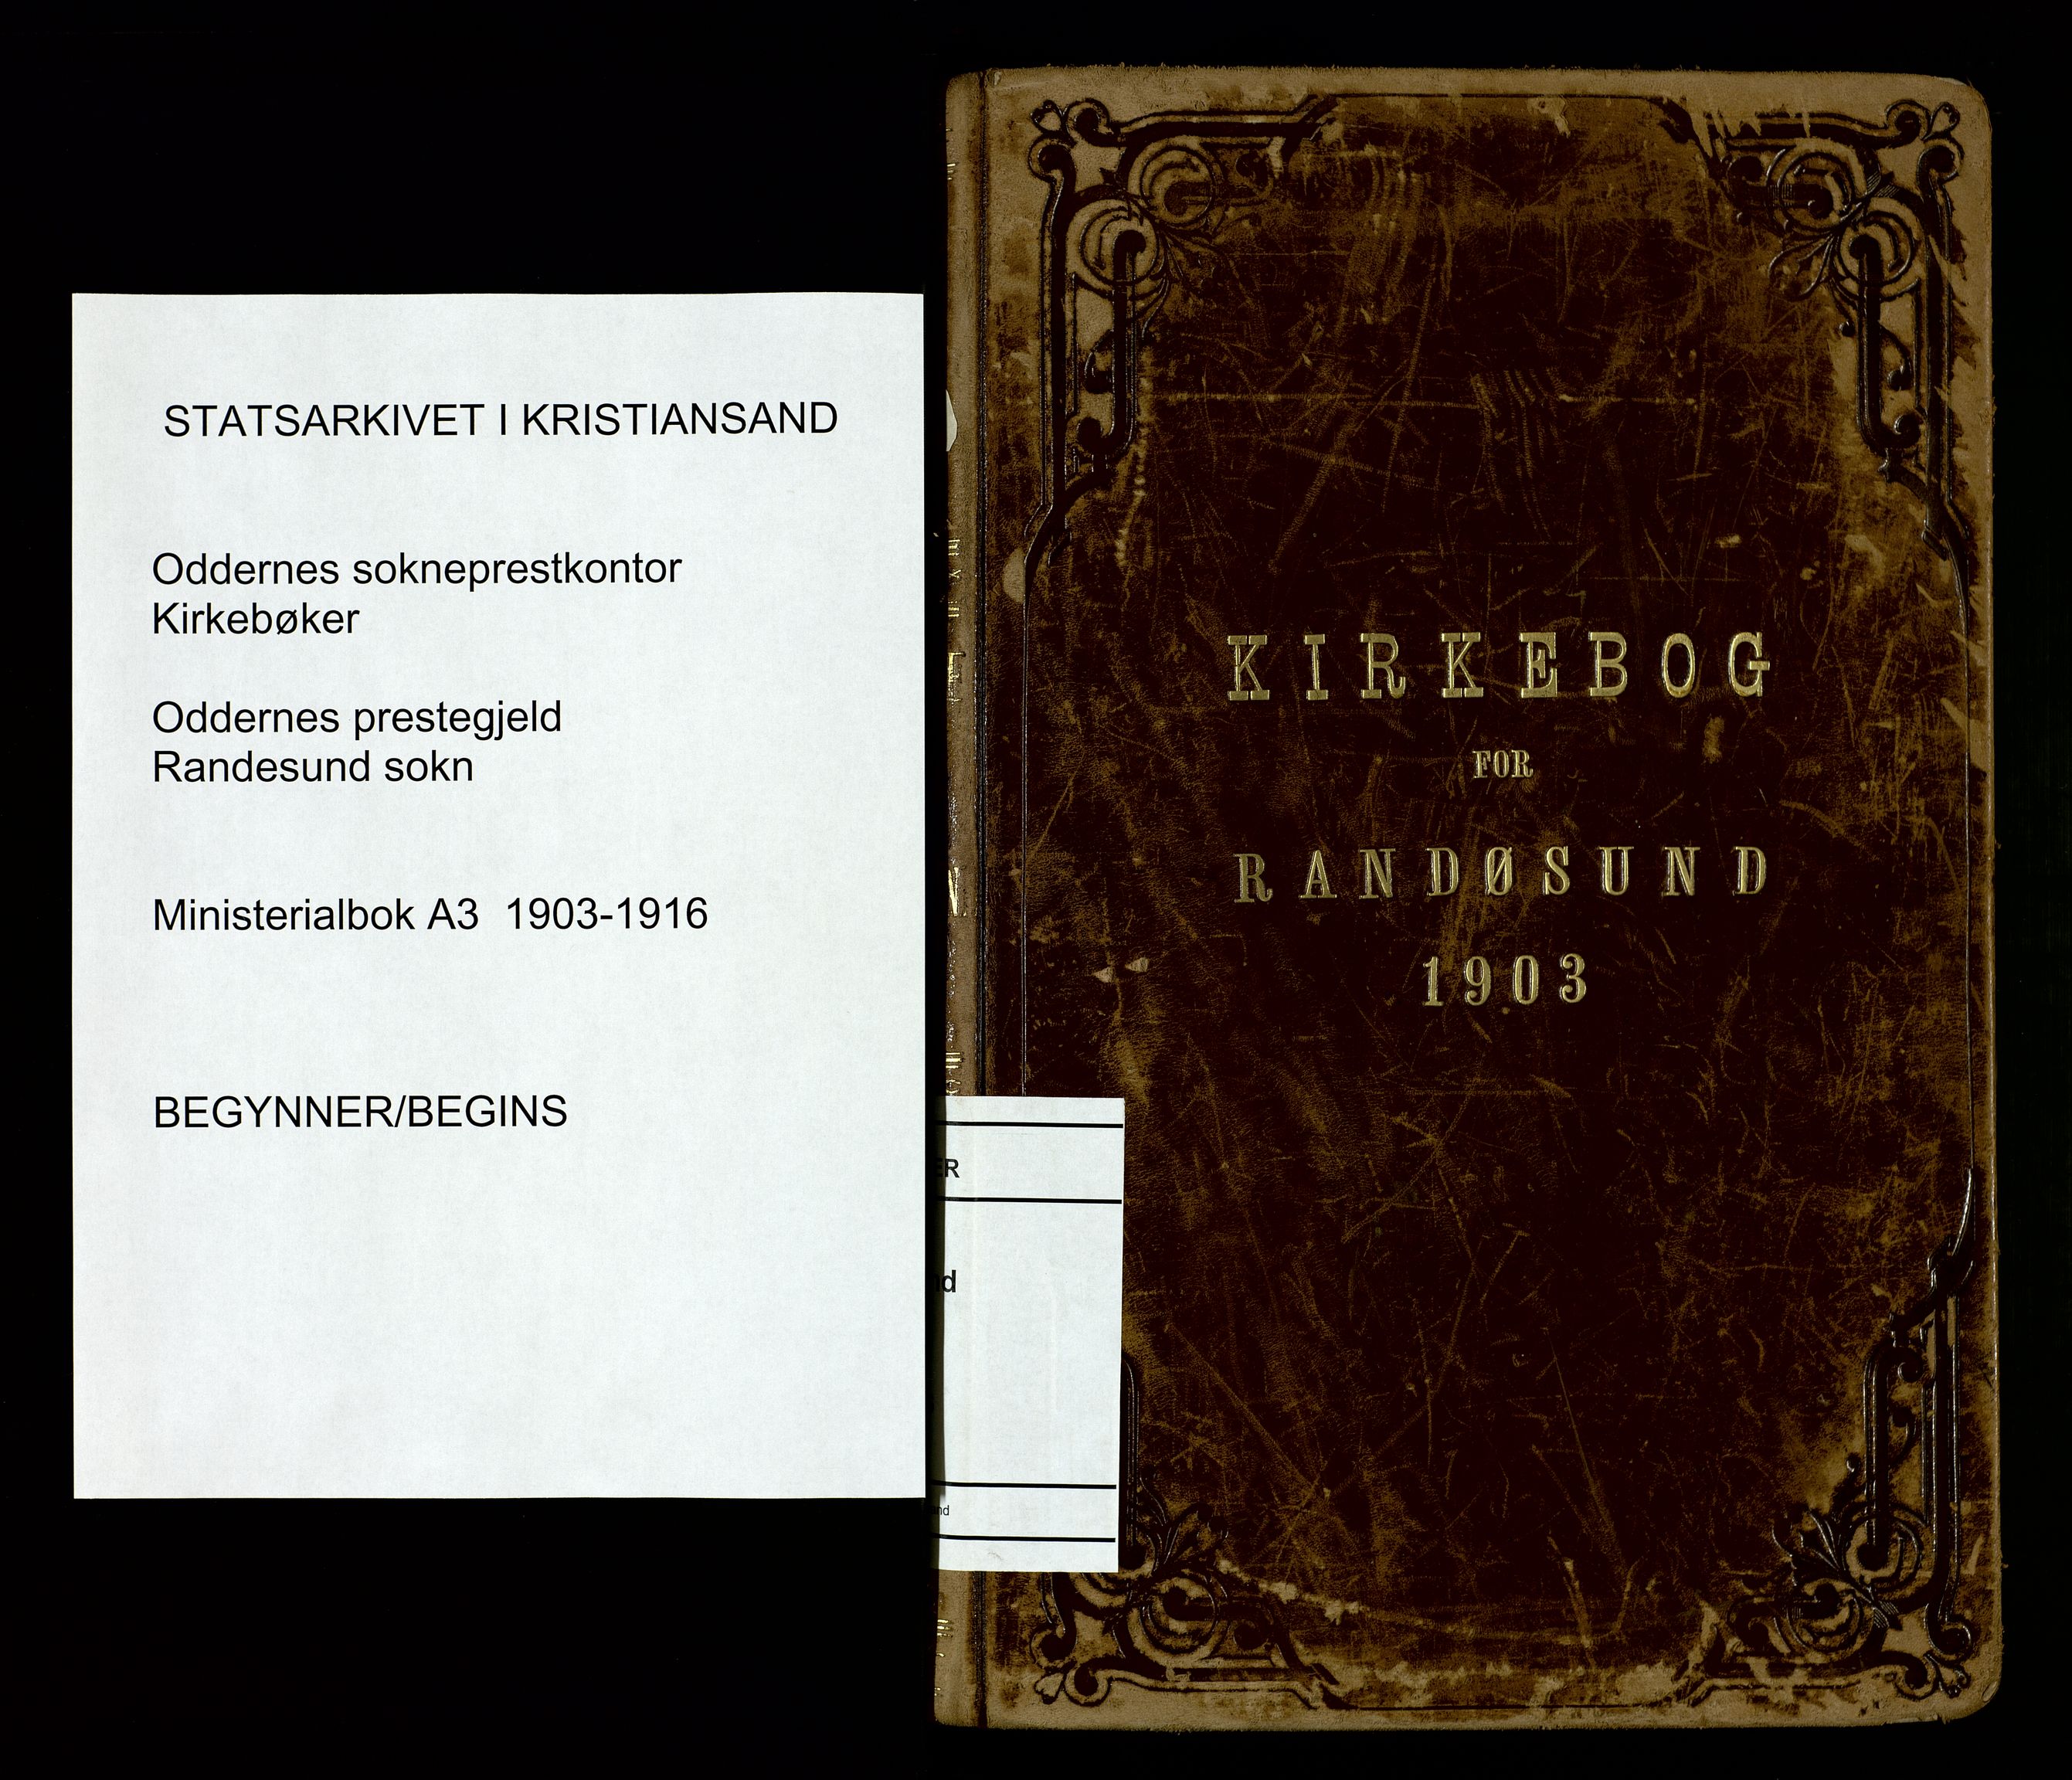 STATSARKIVET I KRISTIANSAND
Oddernes sokneprestkontor
Kirkebøker
Oddernes prestegjeld
Randesund sokn
Ministerialbok A3 1903-1916
BEGYNNER/BEGINS
KIRKEBOG
FOR
RANDØSUND
1903